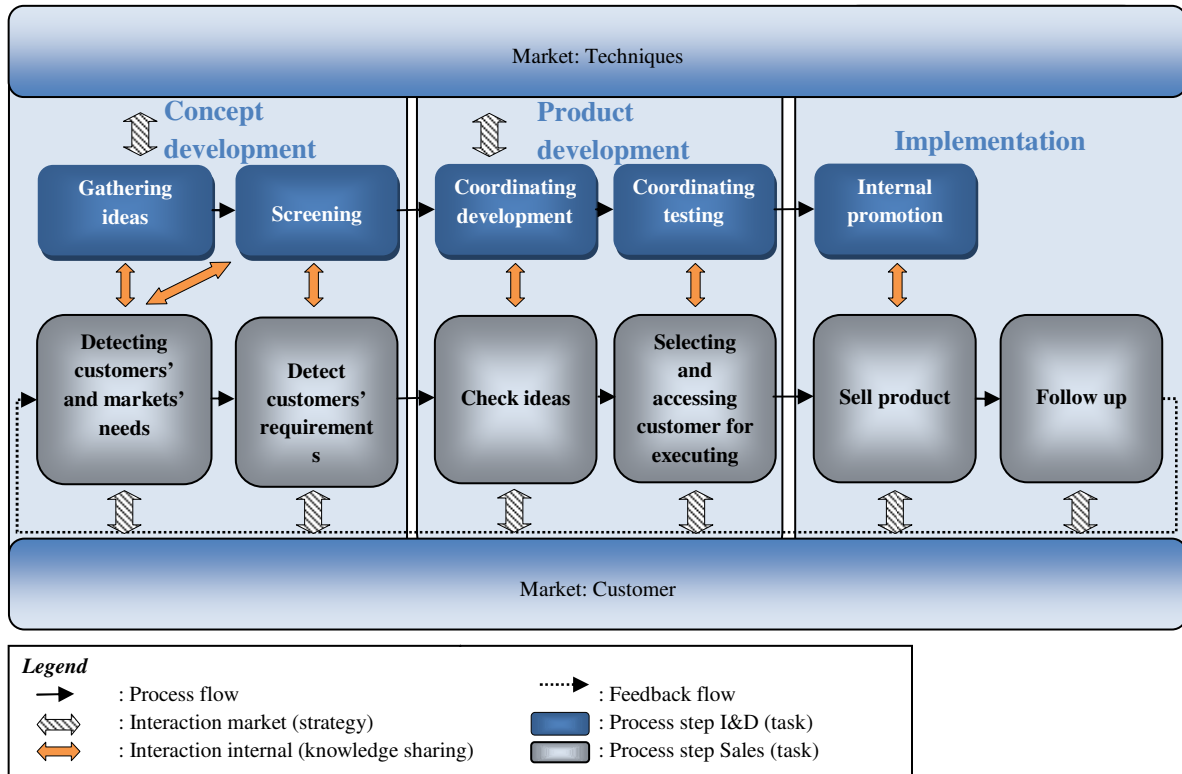 Market: Techniques
Concept
development
Product
development
Implementation
Gathering
ideas
Screening
Coordinating
development
Coordinating
testing
Internal
promotion
Detecting
customers’
and markets’
needs
Detect
customers’
requirement
s
Check ideas
Selecting
and
accessing
customer for
executing
Sell product
Follow up
Market: Customer
Legend
: Process flow
: Interaction market (strategy)
: Interaction internal (knowledge sharing)
: Feedback flow
: Process step I&D (task)
: Process step Sales (task)